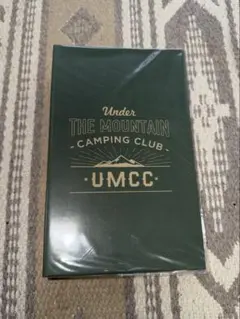 Under
THE MOUNTAIN
- CAMPING CLUB -
· UMCC ·